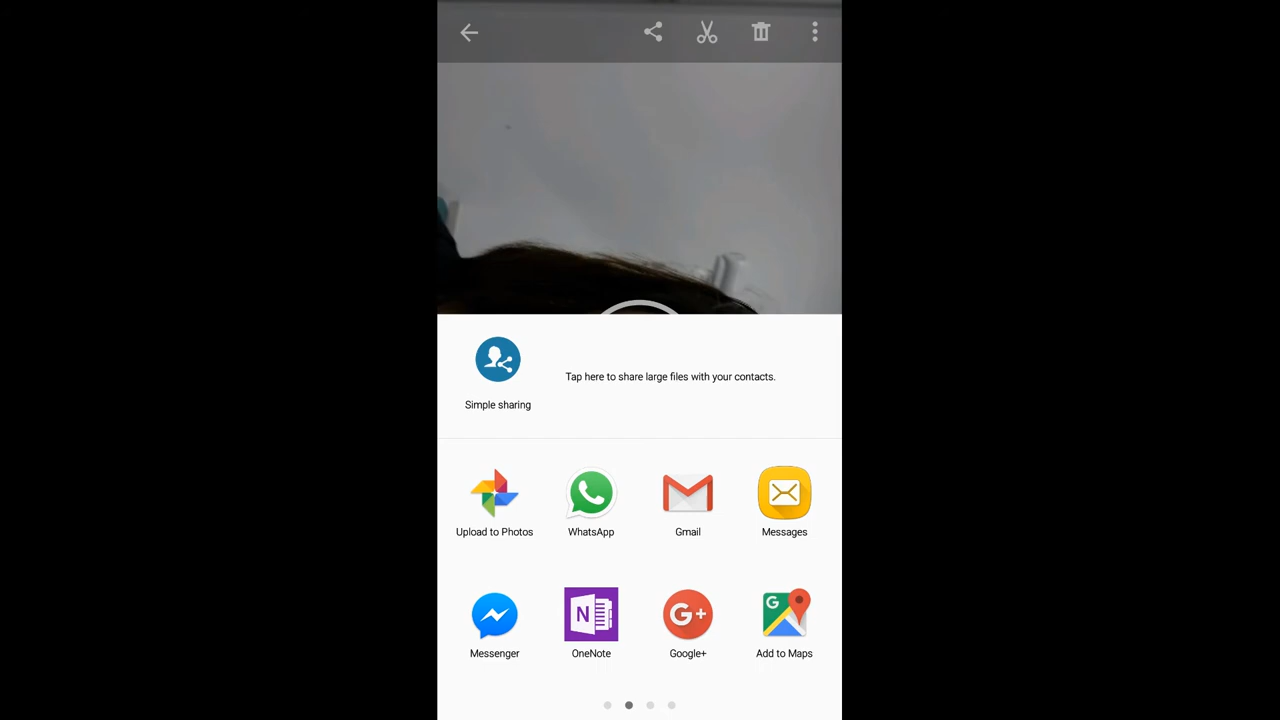 Tap here to share large files with your contacts.
Simple sharing
Upload to Photos
WhatsApp
Gmail
Messages
Messenger
N
OneNote
G+
Google+
G
Add to Maps